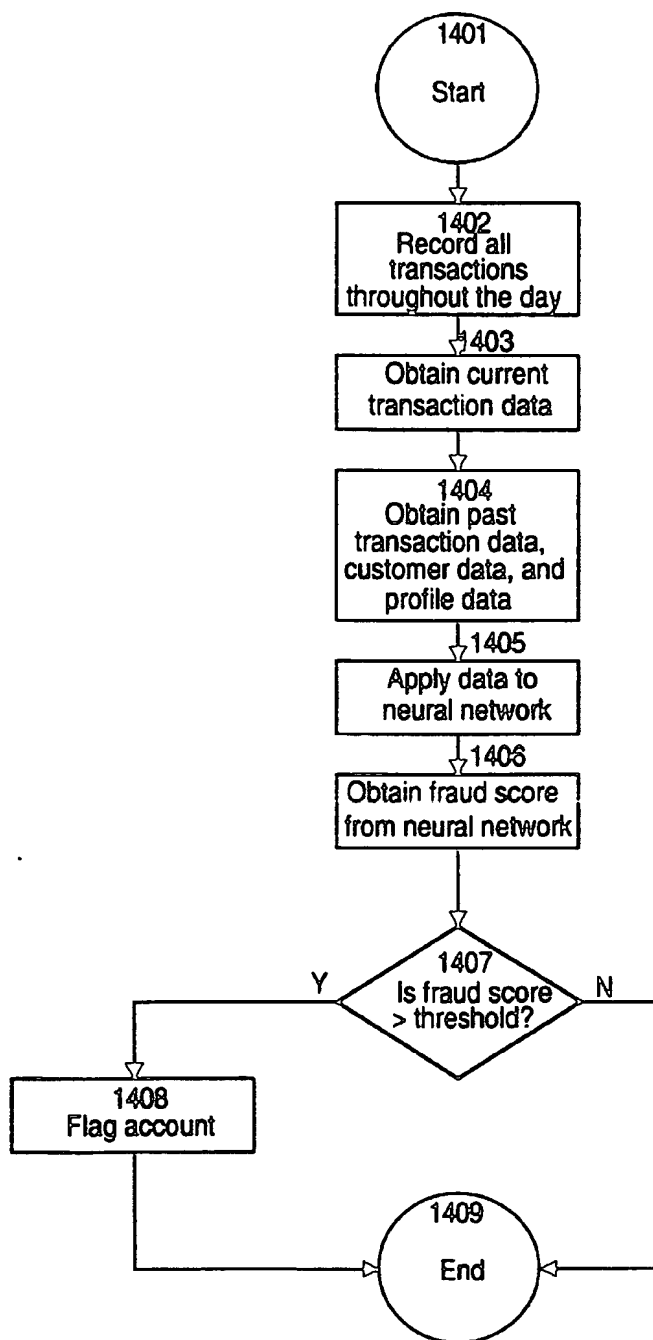 1401
Start
1402
Record all
transactions
throughout the day
1403
Obtain current
transaction data
1404
Obtain past
transaction data,
customer data, and
profile data
1405
Apply data to
neural network
1406
Obtain fraud score
from neural network
1407
Y
Is fraud score
N
> threshold?
1408
Flag account
1409
End